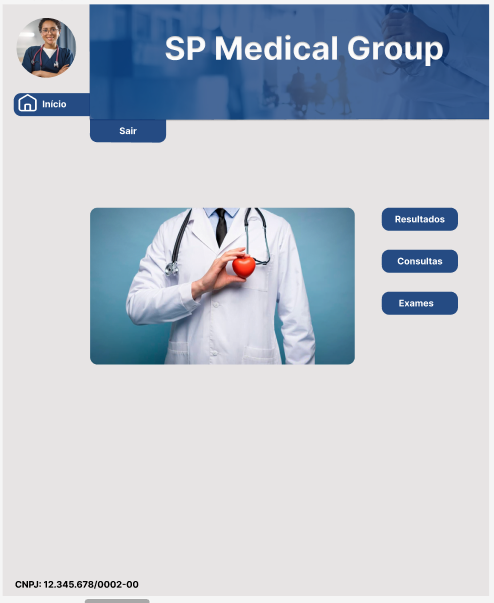 SP Medical Group
Início
Sair
Resultados
Consultas
Exames
CNPJ: 12.345.678/0002-00